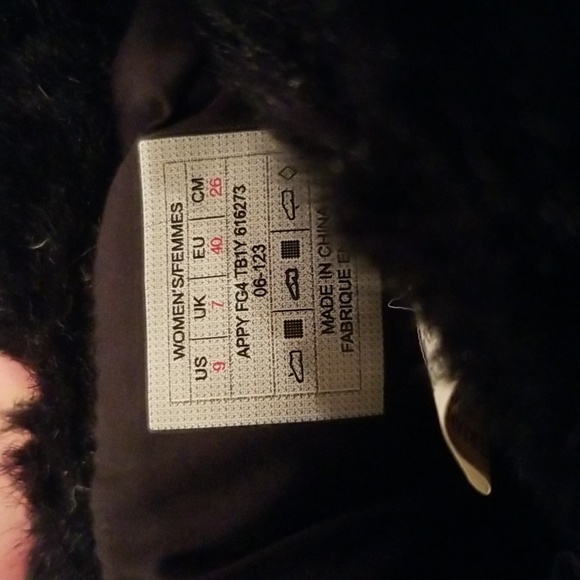 WOMEN'S/FEMMES
US UK EU CM
9 7 40 26
APPY FG4 TB1Y 616273
06-123
MADE IN CHINA
FABRIQUE EN